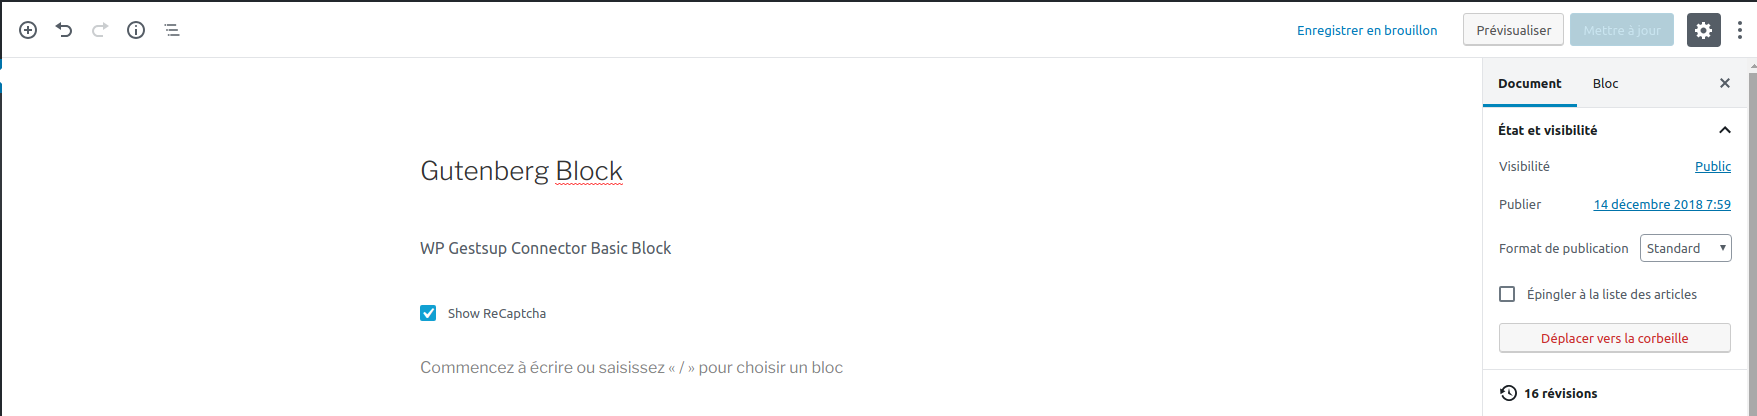 Enregistrer en brouillon
Prévisualiser
Mettre à jour
Document
Bloc
État et visibilité
Visibilité
Public
Publier
14 décembre 2018 7:59
Format de publication
Standard
Épingler à la liste des articles
Déplacer vers la corbeille
16 révisions
Gutenberg Block
WP Gestsup Connector Basic Block
Show ReCaptcha
Commencez à écrire ou saisissez « / » pour choisir un bloc